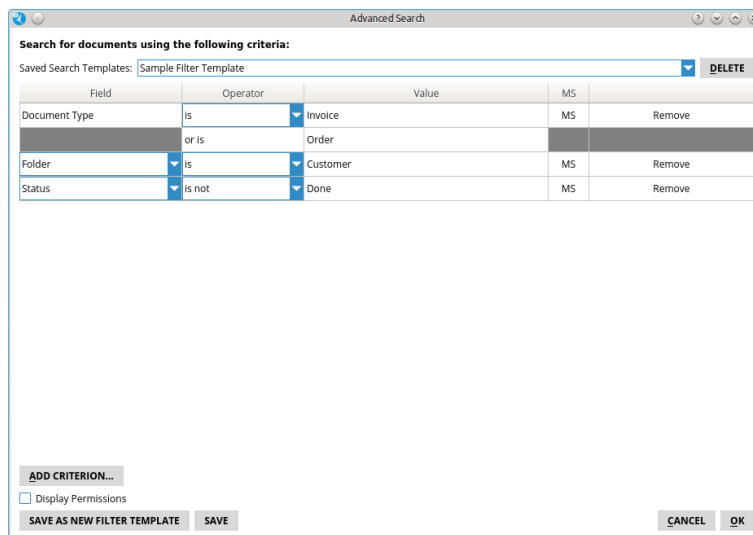 Advanced Search
Search for documents using the following criteria:
Saved Search Templates: Sample Filter Template DELETE
Field Operator Value MS
Document Type is Invoice MS Remove
or is Order
Folder is Customer MS Remove
Status is not Done MS Remove
ADD CRITERION...
Display Permissions
SAVE AS NEW FILTER TEMPLATE SAVE CANCEL OK